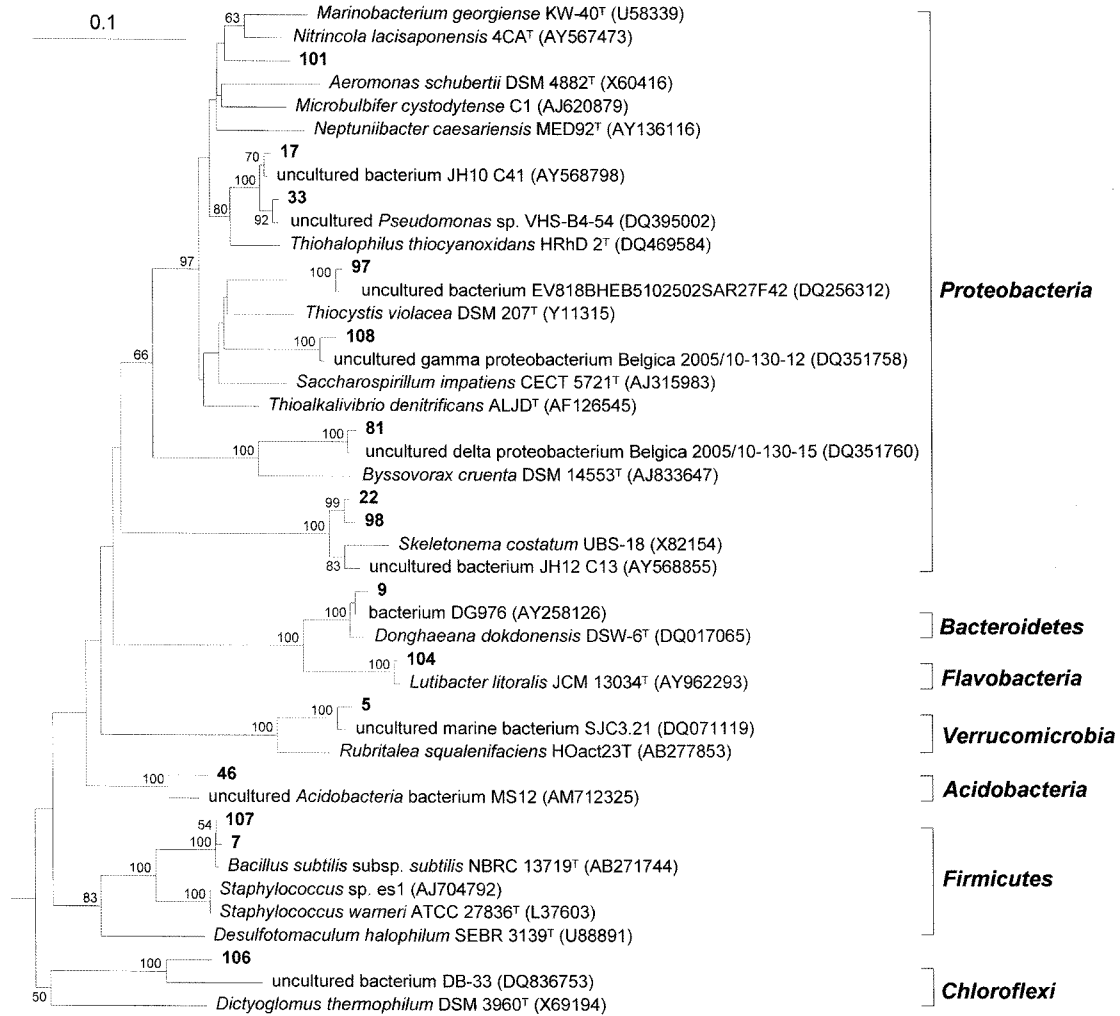 0.1
63
Marinobacterium georgiense KW-40ᵀ (U58339)
Nitrincola lacisaponensis 4CAᵀ (AY567473)
101
Aeromonas schubertii DSM 4882ᵀ (X60416)
Microbulbifer cystodytense C1 (AJ620879)
Neptuniibacter caesariensis MED92ᵀ (AY136116)
70
17
100
uncultured bacterium JH10 C41 (AY568798)
80
33
92
uncultured Pseudomonas sp. VHS-B4-54 (DQ395002)
Thiohalophilus thiocyanoxidans HRhD 2ᵀ (DQ469584)
97
100
97
uncultured bacterium EV818BHEB5102502SAR27F42 (DQ256312)
Proteobacteria
Thiocystis violacea DSM 207ᵀ (Y11315)
100
108
66
uncultured gamma proteobacterium Belgica 2005/10-130-12 (DQ351758)
Saccharospirillum impatiens CECT 5721ᵀ (AJ315983)
Thioalkalivibrio denitrificans ALJDᵀ (AF126545)
100
81
100
uncultured delta proteobacterium Belgica 2005/10-130-15 (DQ351760)
Byssovorax cruenta DSM 14553ᵀ (AJ833647)
99
22
100
98
Skeletonema costatum UBS-18 (X82154)
83
uncultured bacterium JH12 C13 (AY568855)
9
100
bacterium DG976 (AY258126)
Bacteroidetes
100
Donghaeana dokdonensis DSW-6ᵀ (DQ017065)
100
104
Lutibacter litoralis JCM 13034ᵀ (AY962293)
Flavobacteria
100
5
100
uncultured marine bacterium SJC3.21 (DQ071119)
Verrucomicrobia
Rubritalea squalenifaciens HOact23T (AB277853)
100
46
uncultured Acidobacteria bacterium MS12 (AM712325)
Acidobacteria
54
107
100
7
100
Bacillus subtilis subsp. subtilis NBRC 13719ᵀ (AB271744)
Firmicutes
100
Staphylococcus sp. es1 (AJ704792)
83
Staphylococcus warneri ATCC 27836ᵀ (L37603)
Desulfotomaculum halophilum SEBR 3139ᵀ (U88891)
100
106
uncultured bacterium DB-33 (DQ836753)
Chloroflexi
50
Dictyoglomus thermophilum DSM 3960ᵀ (X69194)